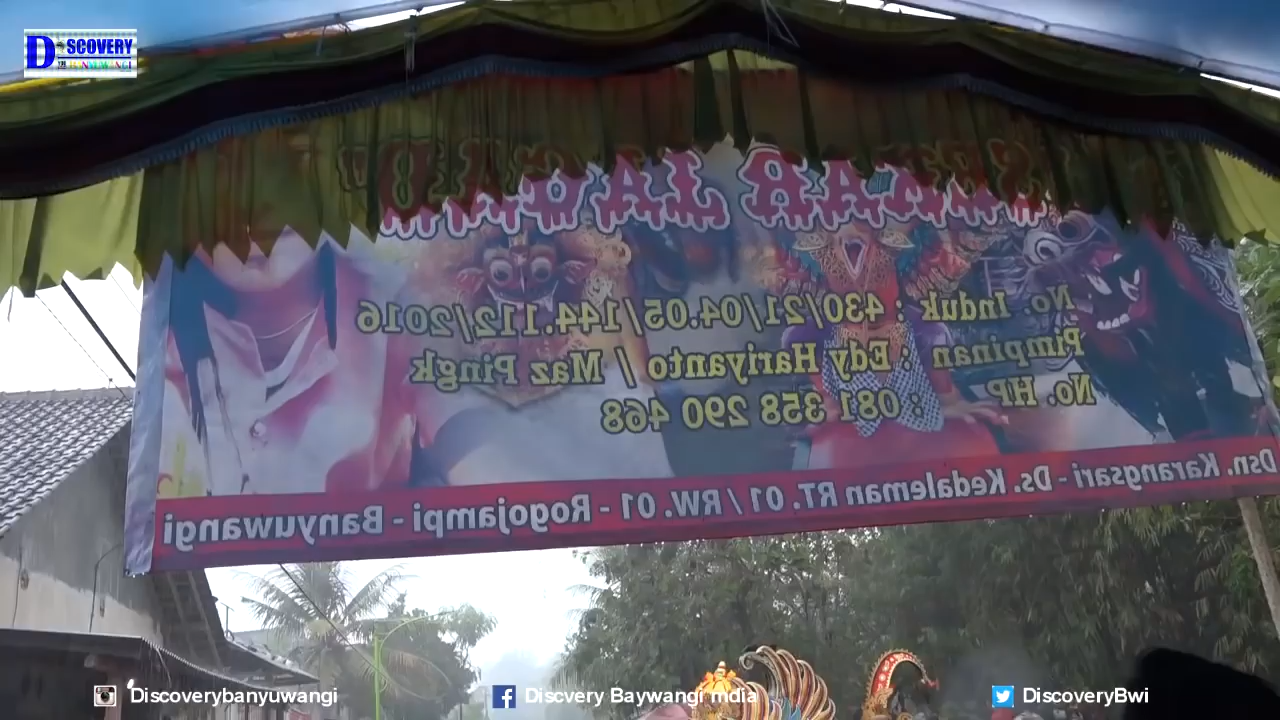 DiSCOVERY
BANYUWANGI
No. Induk : 430/21/04.05/144.112/2016
Pimpinan : Edy Hariyanto / Maz Pingk
No. HP : 081 358 290 468
Dsn. Karangsari - Ds. Kedaleman RT. 01 / RW. 01 - Rogojampi - Banyuwangi
Discoverybanyuwangi
Discvery Baywangi mdia
DiscoveryBwi